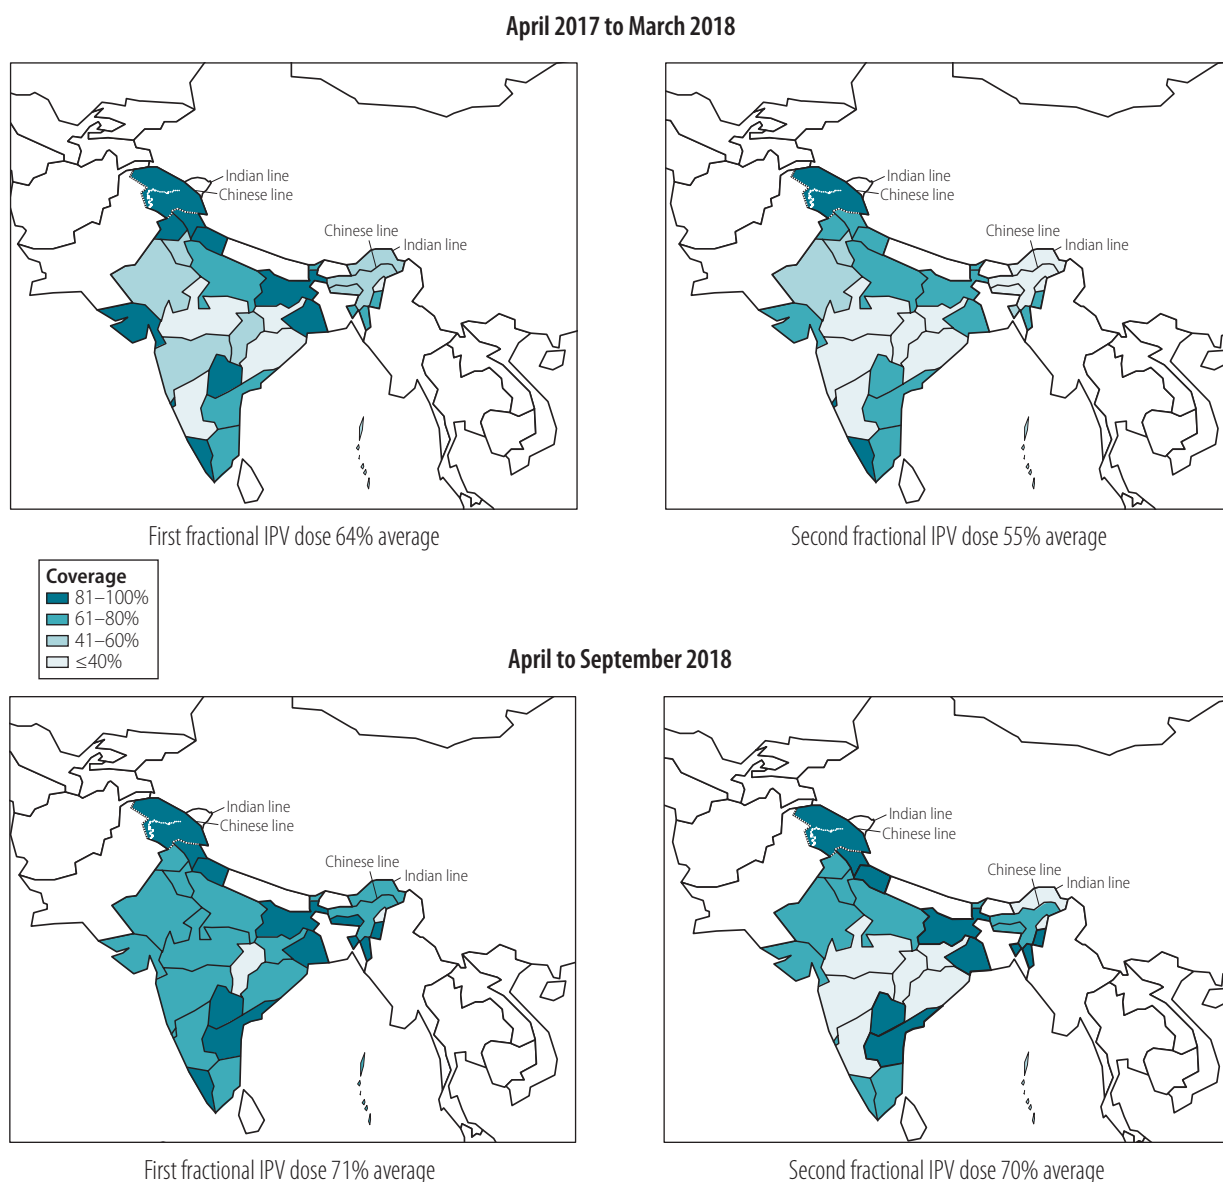 April 2017 to March 2018
Indian line
Chinese line
Chinese line
Indian line
Indian line
Chinese line
Chinese line
Indian line
First fractional IPV dose 64% average
Second fractional IPV dose 55% average
Coverage
81–100%
61–80%
41–60%
≤40%
April to September 2018
Indian line
Chinese line
Chinese line
Indian line
Indian line
Chinese line
Chinese line
Indian line
First fractional IPV dose 71% average
Second fractional IPV dose 70% average